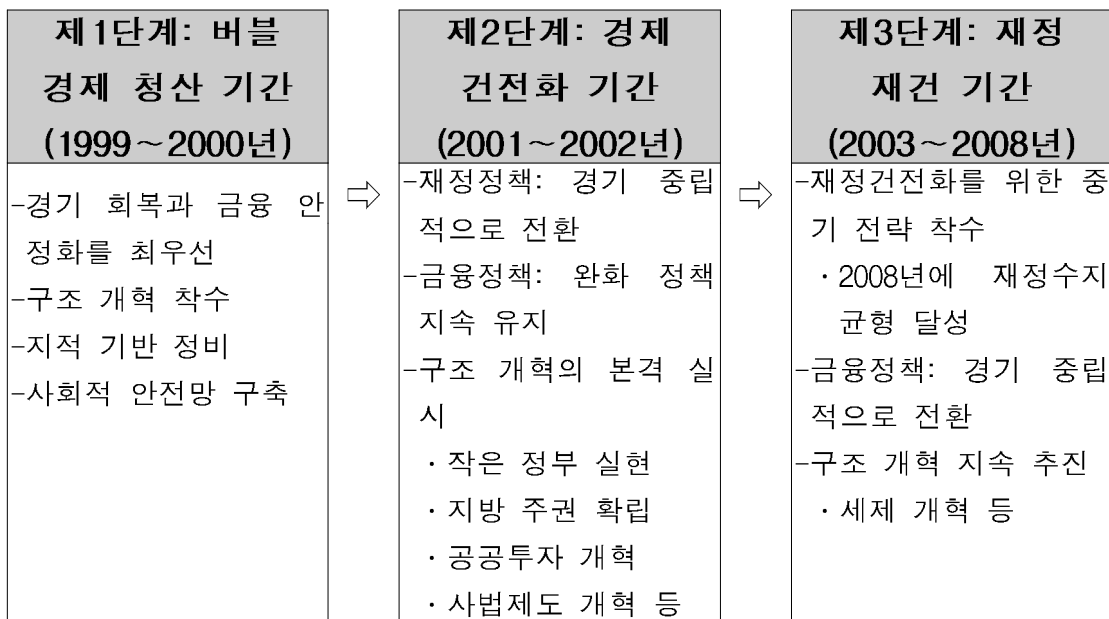 제1단계: 버블
경제 청산 기간
(1999～2000년)
-경기 회복과 금융 안
정화를 최우선
-구조 개혁 착수
-지적 기반 정비
-사회적 안전망 구축
⇨
제2단계: 경제
건전화 기간
(2001～2002년)
-재정정책: 경기 중립
적으로 전환
-금융정책: 완화 정책
지속 유지
-구조 개혁의 본격 실
시
· 작은 정부 실현
· 지방 주권 확립
· 공공투자 개혁
· 사법제도 개혁 등
⇨
제3단계: 재정
재건 기간
(2003～2008년)
-재정건전화를 위한 중
기 전략 착수
· 2008년에 재정수지
균형 달성
-금융정책: 경기 중립
적으로 전환
-구조 개혁 지속 추진
· 세제 개혁 등